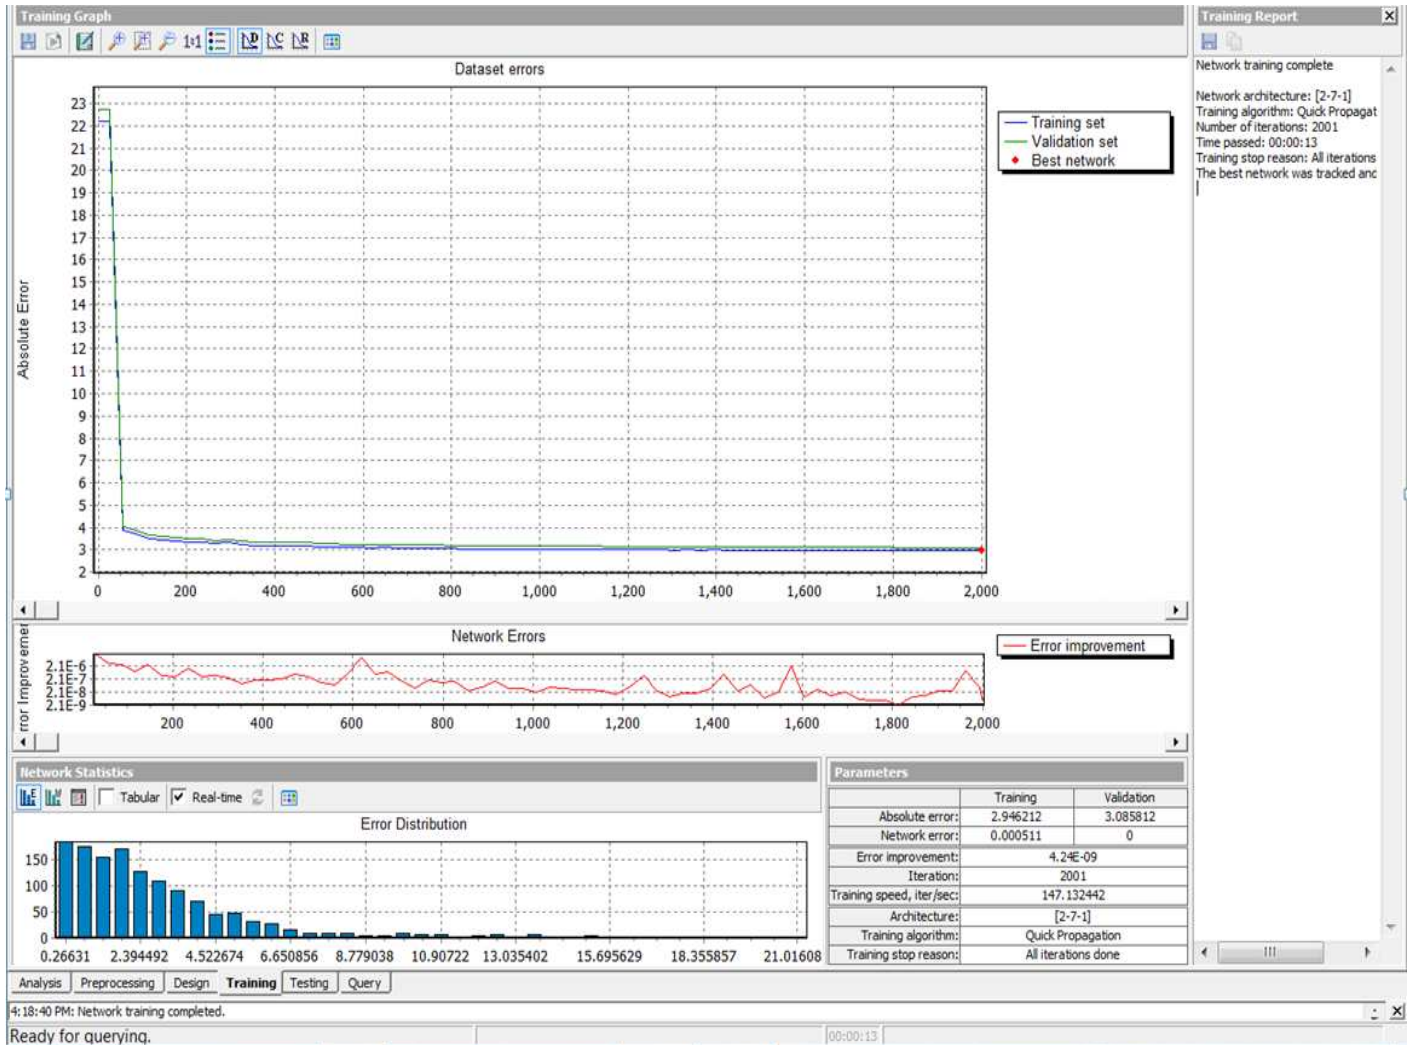 Training Graph
1:1
Dataset errors
Absolute Error
23
22
21
20
19
18
17
16
15
14
13
12
11
10
9
8
7
6
5
4
3
2
0 200 400 600 800 1,000 1,200 1,400 1,600 1,800 2,000
Training set
Validation set
Best network
Network Errors
rror Improvemer
2.1E-6
2.1E-7
2.1E-8
2.1E-9
200 400 600 800 1,000 1,200 1,400 1,600 1,800 2,000
Error improvement
Network Statistics
Tabular Real-time
Error Distribution
150
100
50
0
0.26631 2.394492 4.522674 6.650856 8.779038 10.90722 13.035402 15.695629 18.355857 21.01608
Parameters
Training Validation
Absolute error: 2.946212 3.085812
Network error: 0.000511 0
Error improvement: 4.24E-09
Iteration: 2001
Training speed, iter/sec: 147.132442
Architecture: [2-7-1]
Training algorithm: Quick Propagation
Training stop reason: All iterations done
Training Report
Network training complete
Network architecture: [2-7-1]
Training algorithm: Quick Propagat
Number of iterations: 2001
Time passed: 00:00:13
Training stop reason: All iterations
The best network was tracked and
Analysis Preprocessing Design Training Testing Query
4:18:40 PM: Network training completed.
Ready for querying. 00:00:13